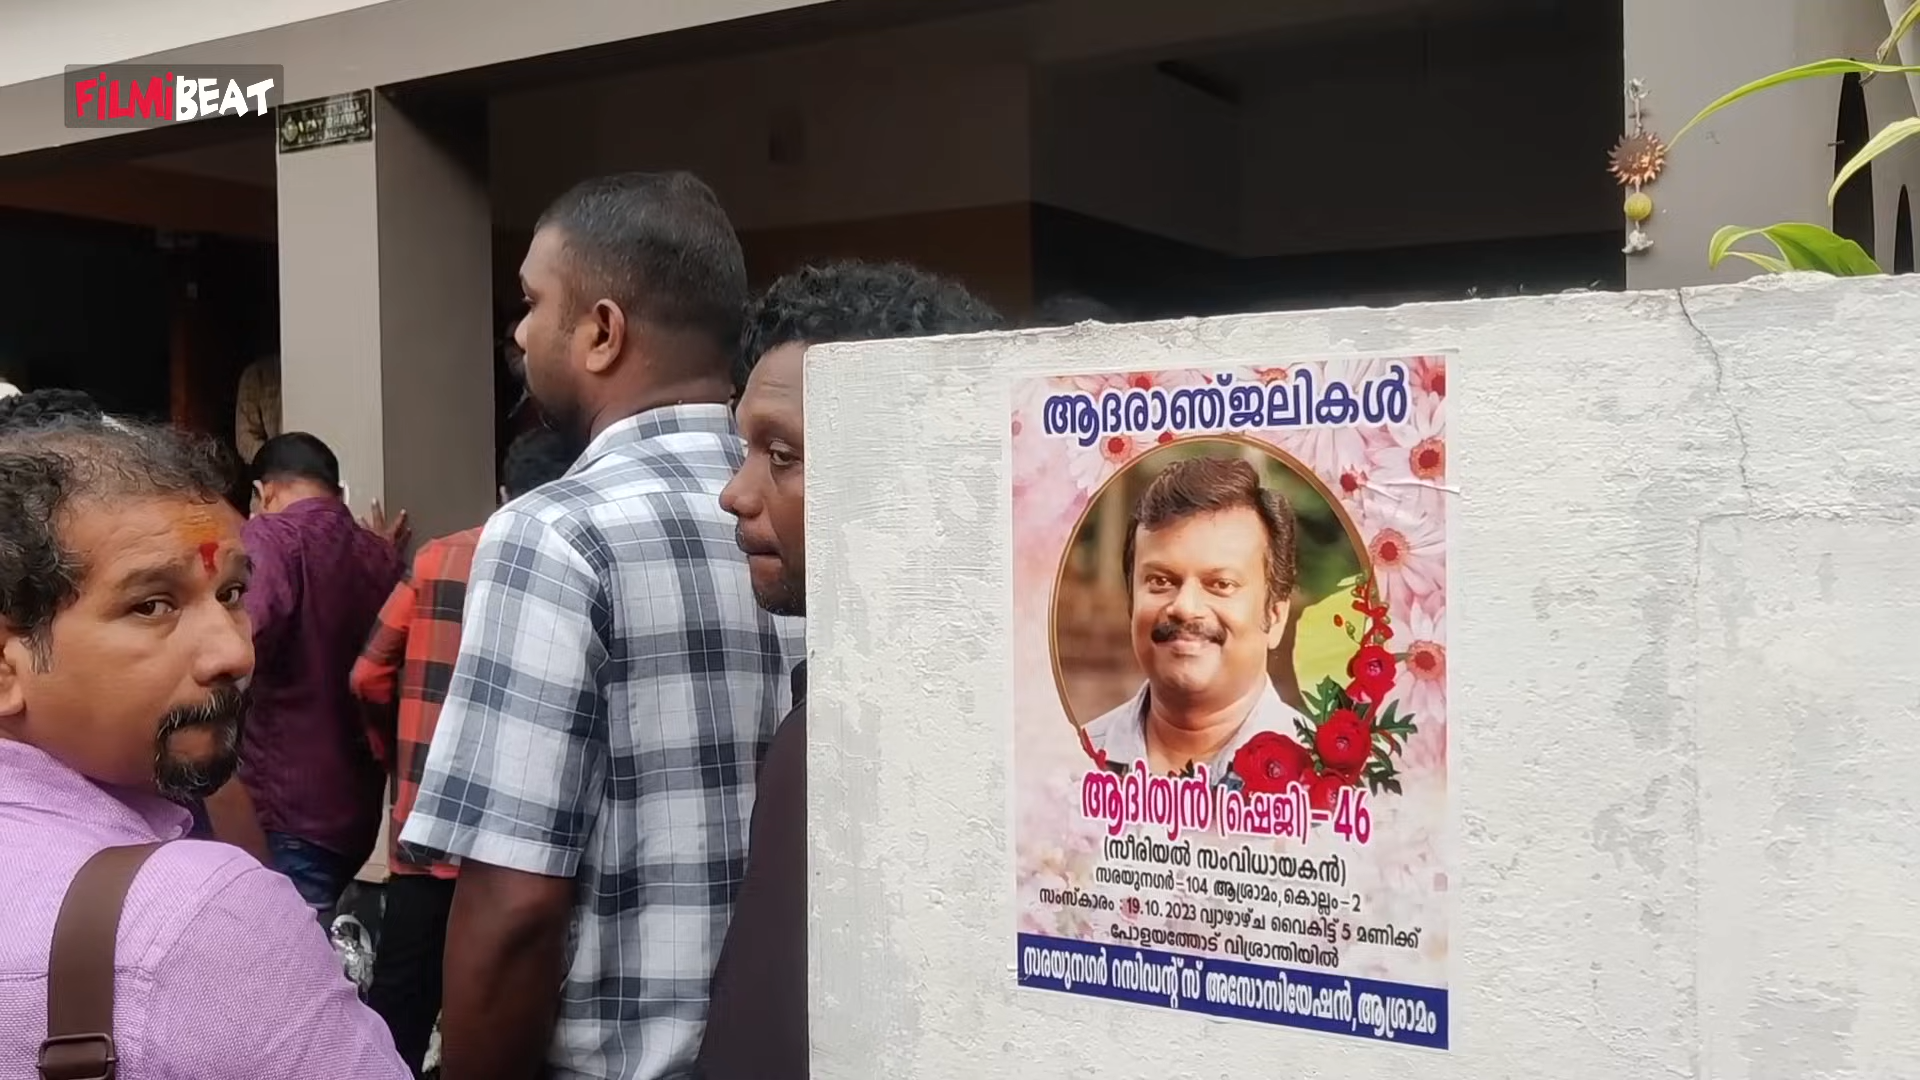 FiLMiBEAT
ആദരാഞ്ജലികൾ
ആദിത്യൻ (ഷെജി)-46
(സീരിയൽ സംവിധായകൻ)
സരയുനഗർ-104 ആശ്രാമം, കൊല്ലം-2
സംസ്കാരം : 19.10.2023 വ്യാഴാഴ്ച വൈകിട്ട് 5 മണിക്ക്
പോളയത്തോട് വിശ്രാന്തിയിൽ
സരയുനഗർ റസിഡന്റ്സ് അസോസിയേഷൻ, ആശ്രാമം